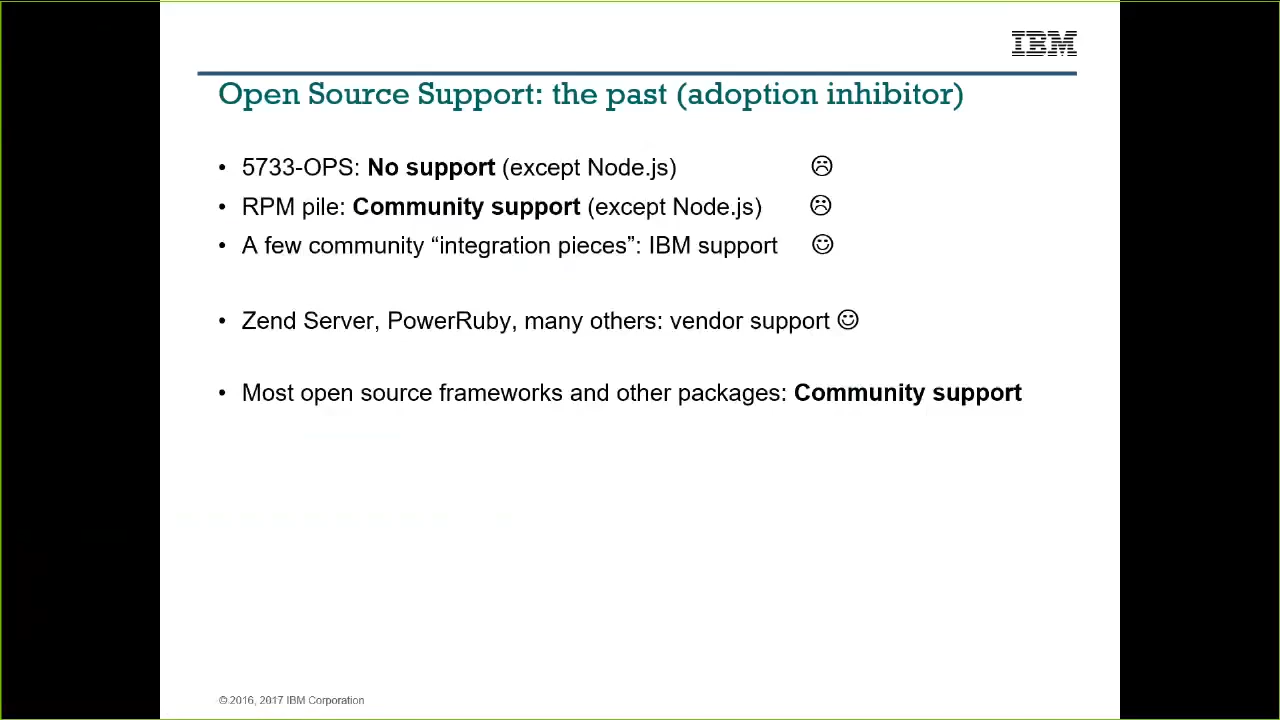 IBM
Open Source Support: the past (adoption inhibitor)
• 5733-OPS: No support (except Node.js) ☹
• RPM pile: Community support (except Node.js) ☹
• A few community “integration pieces”: IBM support ☺
• Zend Server, PowerRuby, many others: vendor support ☺
• Most open source frameworks and other packages: Community support
© 2016, 2017 IBM Corporation